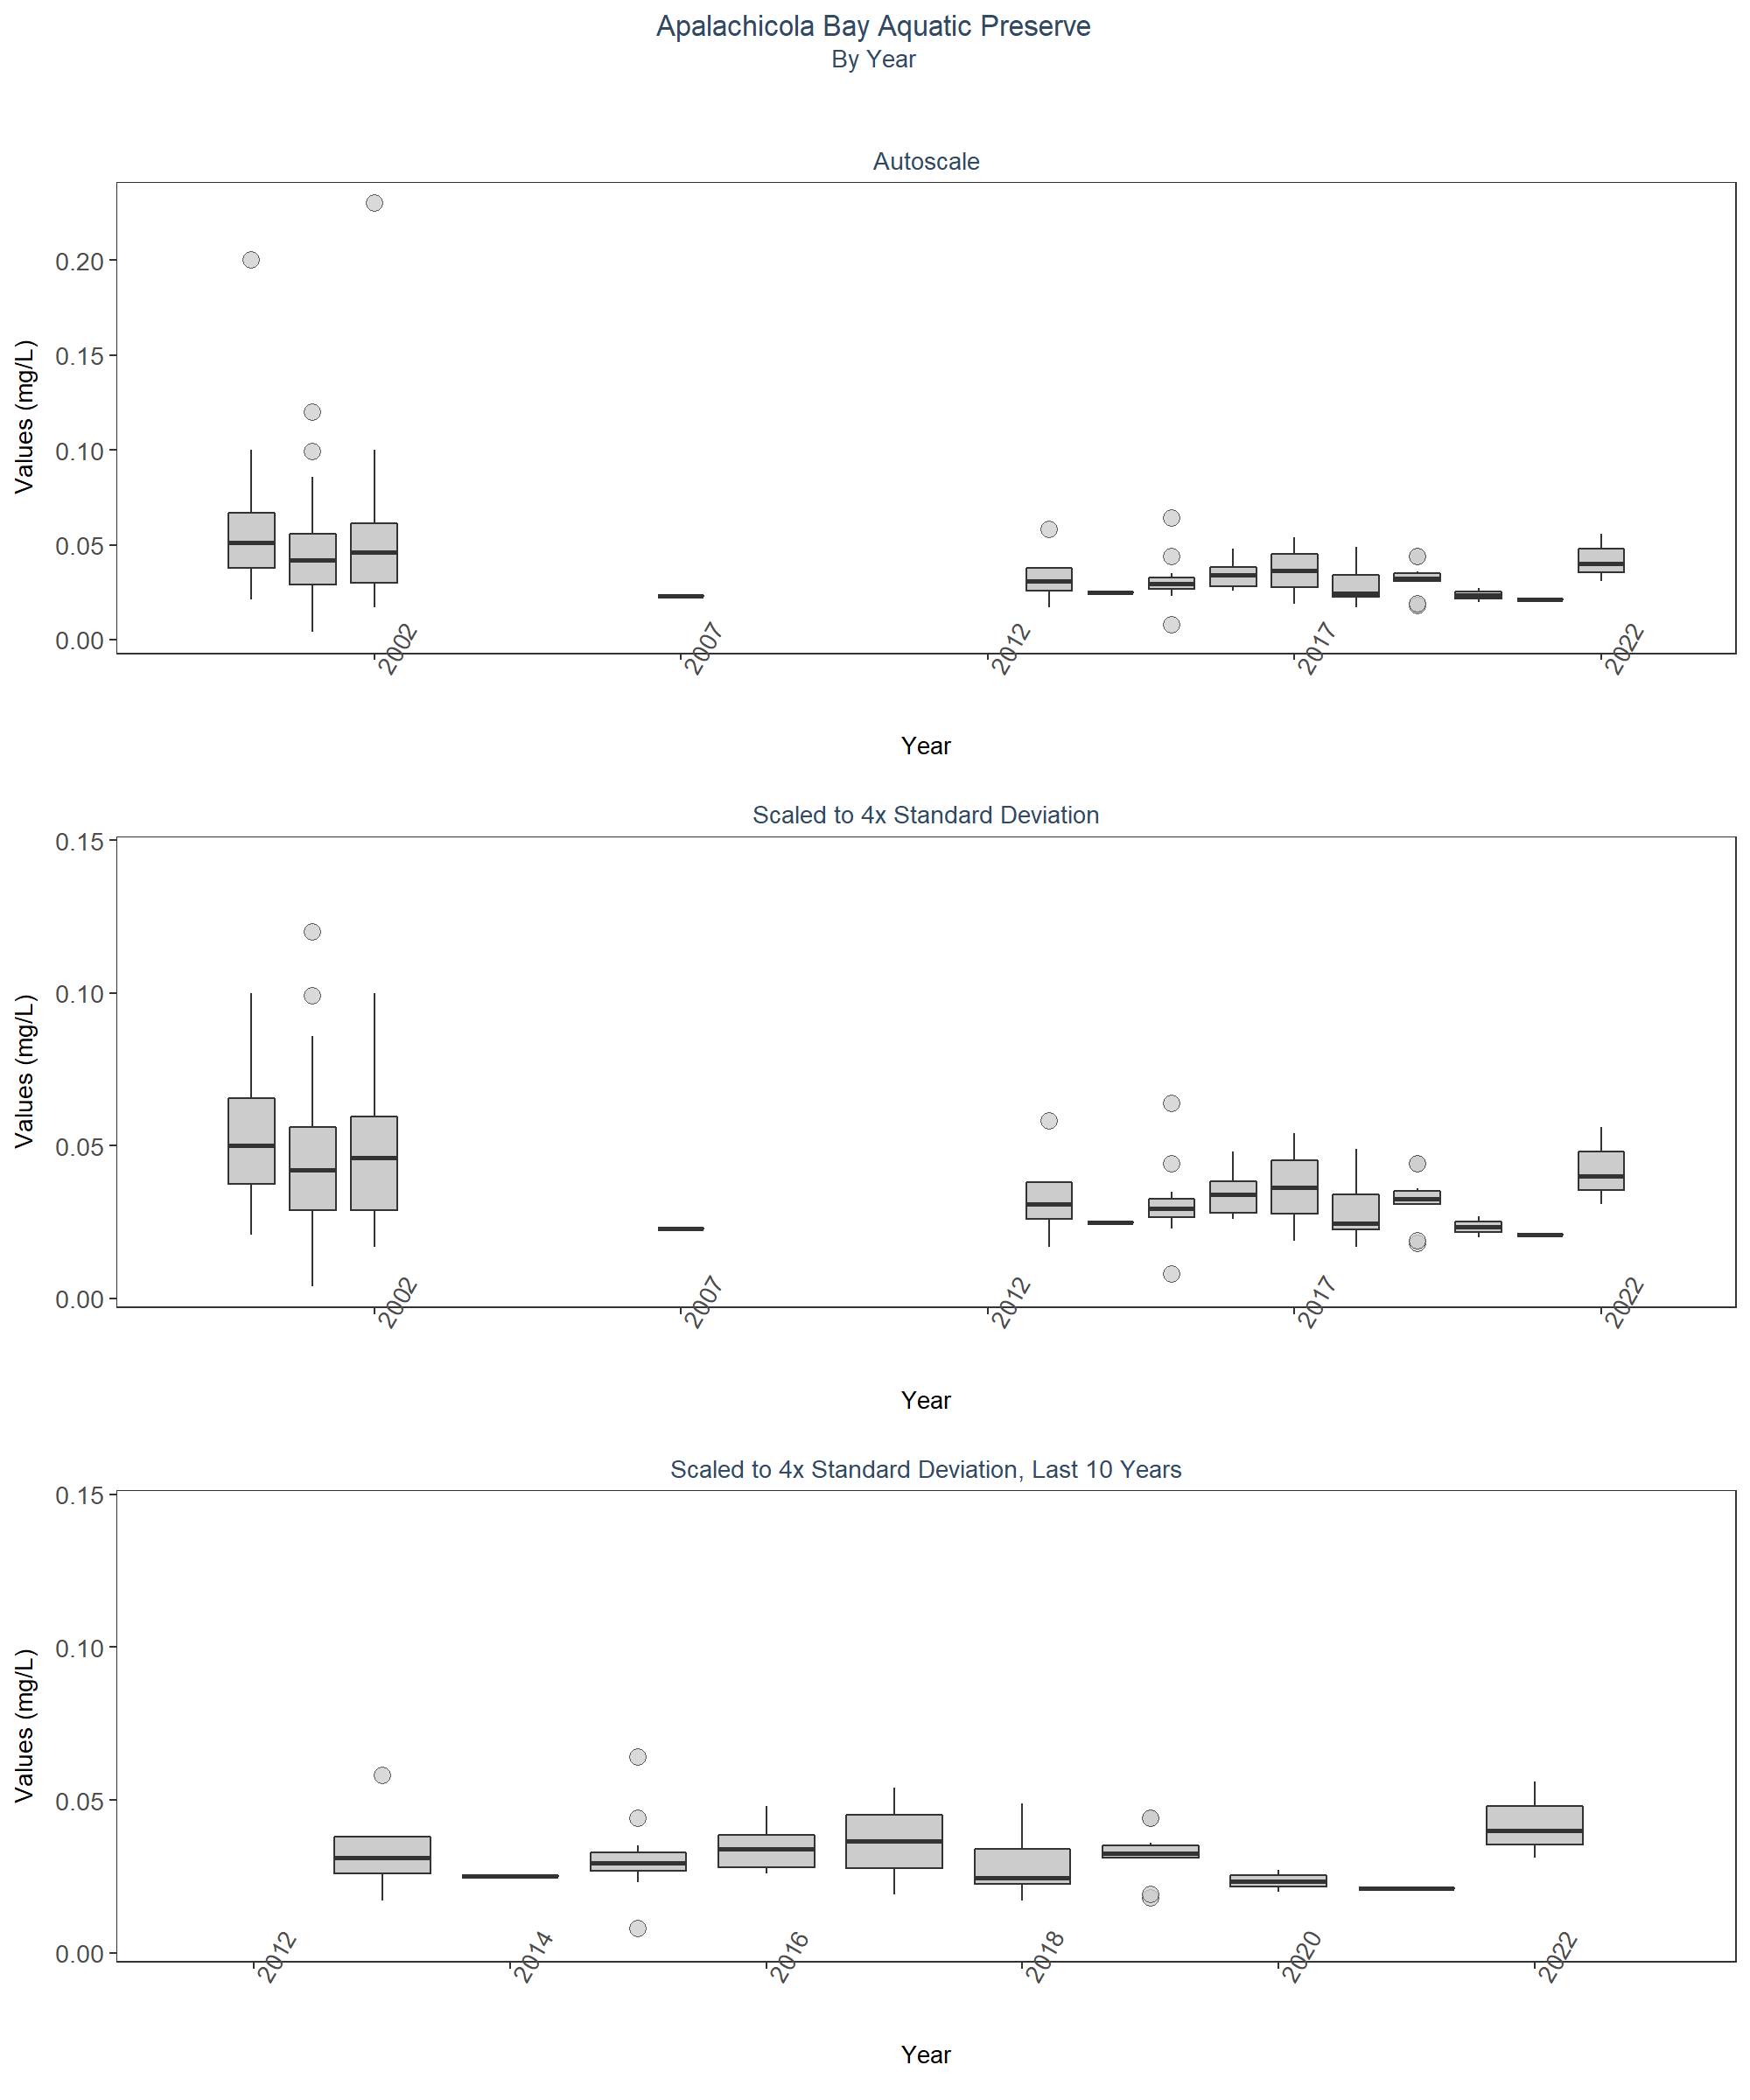 Apalachicola Bay Aquatic Preserve
By Year
Autoscale
Values (mg/L)
0.20
0.15
0.10
0.05
0.00
2002 2007 2012 2017 2022
Year
Scaled to 4x Standard Deviation
Values (mg/L)
0.15
0.10
0.05
0.00
2002 2007 2012 2017 2022
Year
Scaled to 4x Standard Deviation, Last 10 Years
Values (mg/L)
0.15
0.10
0.05
0.00
2012 2014 2016 2018 2020 2022
Year